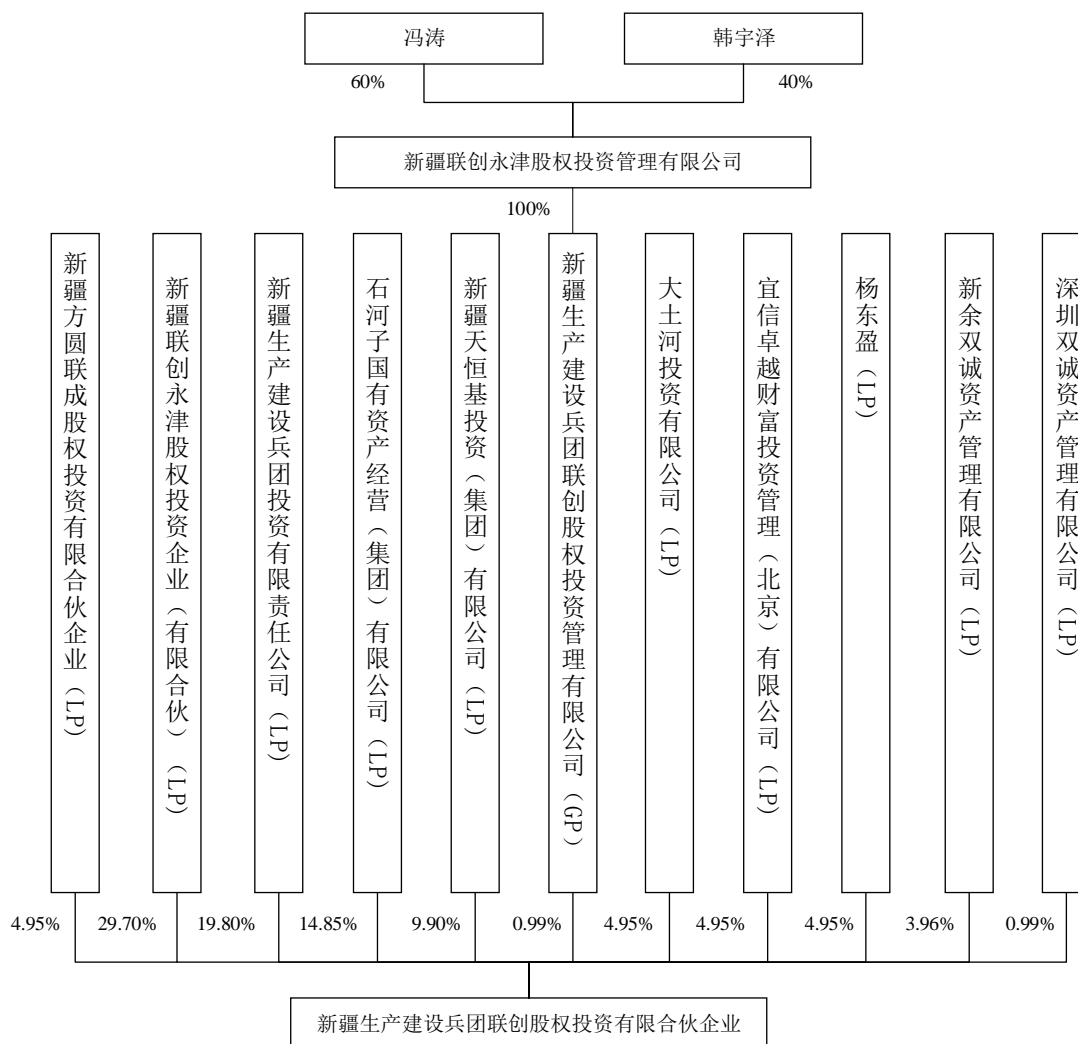 冯涛
韩宇泽
60%
40%
新疆联创永津股权投资管理有限公司
100%
新疆方圆联成股权投资有限合伙企业（LP）
新疆联创永津股权投资企业（有限合伙）（LP）
新疆生产建设兵团投资有限责任公司（LP）
石河子国有资产经营（集团）有限公司（LP）
新疆天恒基投资（集团）有限公司（LP）
新疆生产建设兵团联创股权投资管理有限公司（GP）
大土河投资有限公司（LP）
宜信卓越财富投资管理（北京）有限公司（LP）
杨东盈（LP）
新余双诚资产管理有限公司（LP）
深圳双诚资产管理有限公司（LP）
4.95%
29.70%
19.80%
14.85%
9.90%
0.99%
4.95%
4.95%
4.95%
3.96%
0.99%
新疆生产建设兵团联创股权投资有限合伙企业